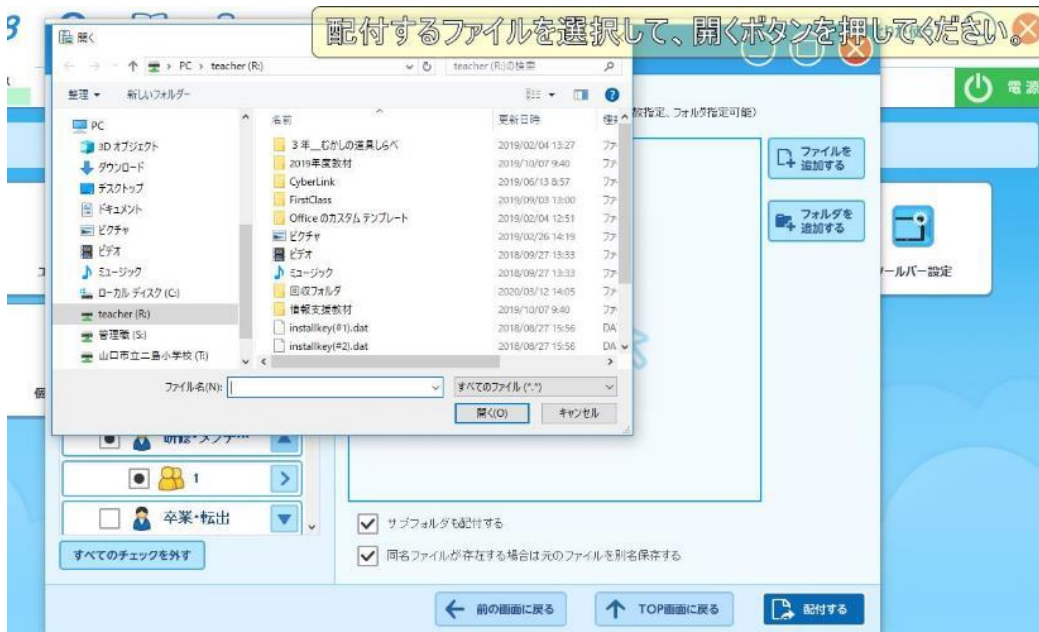 配付するファイルを選択して、開くボタンを押してください。
開く
PC > teacher (R:)
teacher (R:)の検索
整理
新しいフォルダー
数指定、フォルダ指定可能)
電源
名前
更新日時
PC
3D オブジェクト
ダウンロード
デスクトップ
ドキュメント
ピクチャ
ビデオ
ミュージック
ローカル ディスク (C:)
teacher (R:)
管理職 (S:)
山口市立二島小学校 (T:)
3年__むかしの道具しらべ 2019/02/04 13:27
2019年度教材 2019/10/07 9:40
CyberLink 2019/06/13 8:57
FirstClass 2019/09/03 13:00
Office のカスタム テンプレート 2019/02/04 12:51
ピクチャ 2019/02/26 14:19
ビデオ 2018/09/27 13:33
ミュージック 2018/09/27 13:33
回収フォルダ 2020/03/12 14:05
情報支援教材 2019/10/07 9:40
installkey(#1).dat 2018/08/27 15:56
installkey(#2).dat 2018/08/27 15:56
ファイル名(N):
すべてのファイル (*.*)
開く(O)
キャンセル
ファイルを
追加する
フォルダを
追加する
ールバー設定
1
卒業・転出
すべてのチェックを外す
サブフォルダも配付する
同名ファイルが存在する場合は元のファイルを別名保存する
前の画面に戻る
TOP画面に戻る
配付する